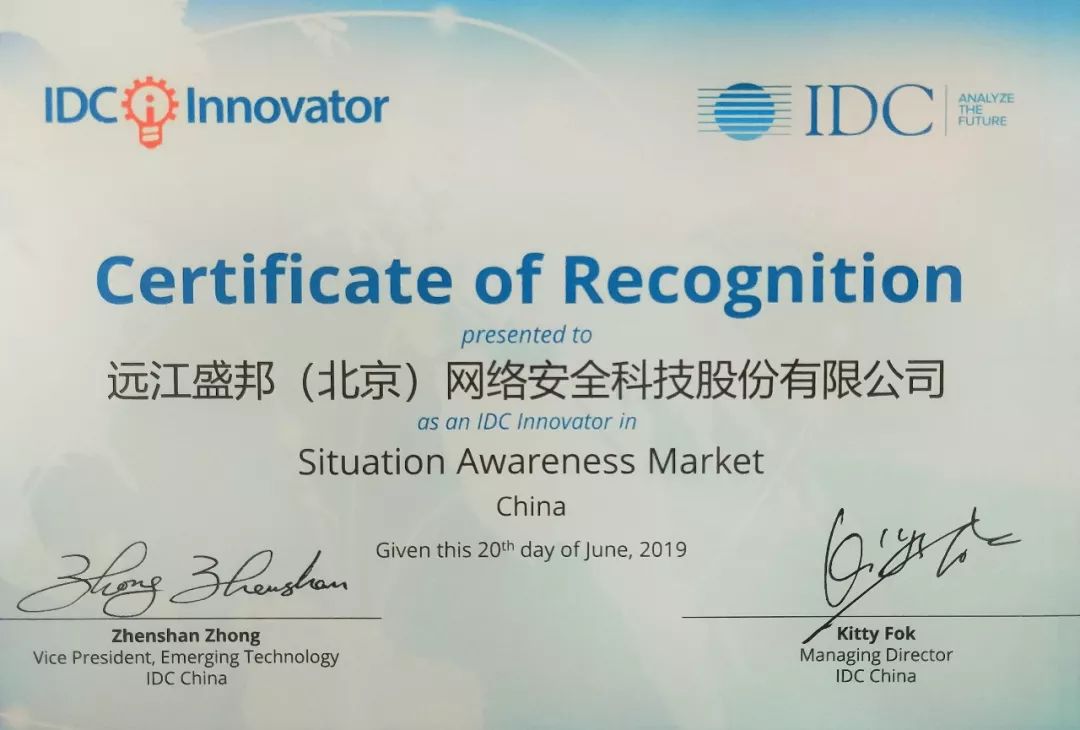 IDC Innovator
IDC ANALYZE
THE
FUTURE
Certificate of Recognition
presented to
远江盛邦（北京）网络安全科技股份有限公司
as an IDC Innovator in
Situation Awareness Market
China
Given this 20th day of June, 2019
Zhong Zhenshan
Zhenshan Zhong
Vice President, Emerging Technology
IDC China
Kitty Fok
Managing Director
IDC China